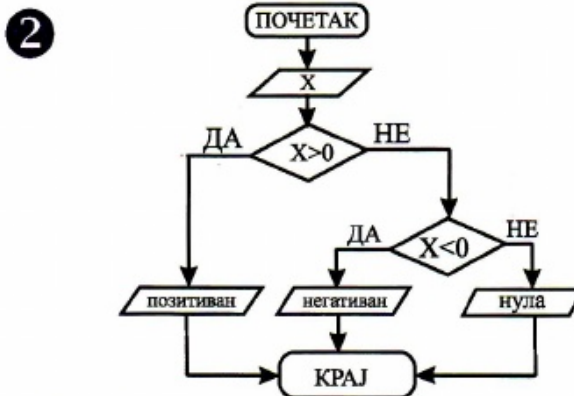 2
ПОЧЕТАК
X
ДА
X>0
НЕ
ДА
X<0
НЕ
позитиван
негативан
нула
КРАЈ